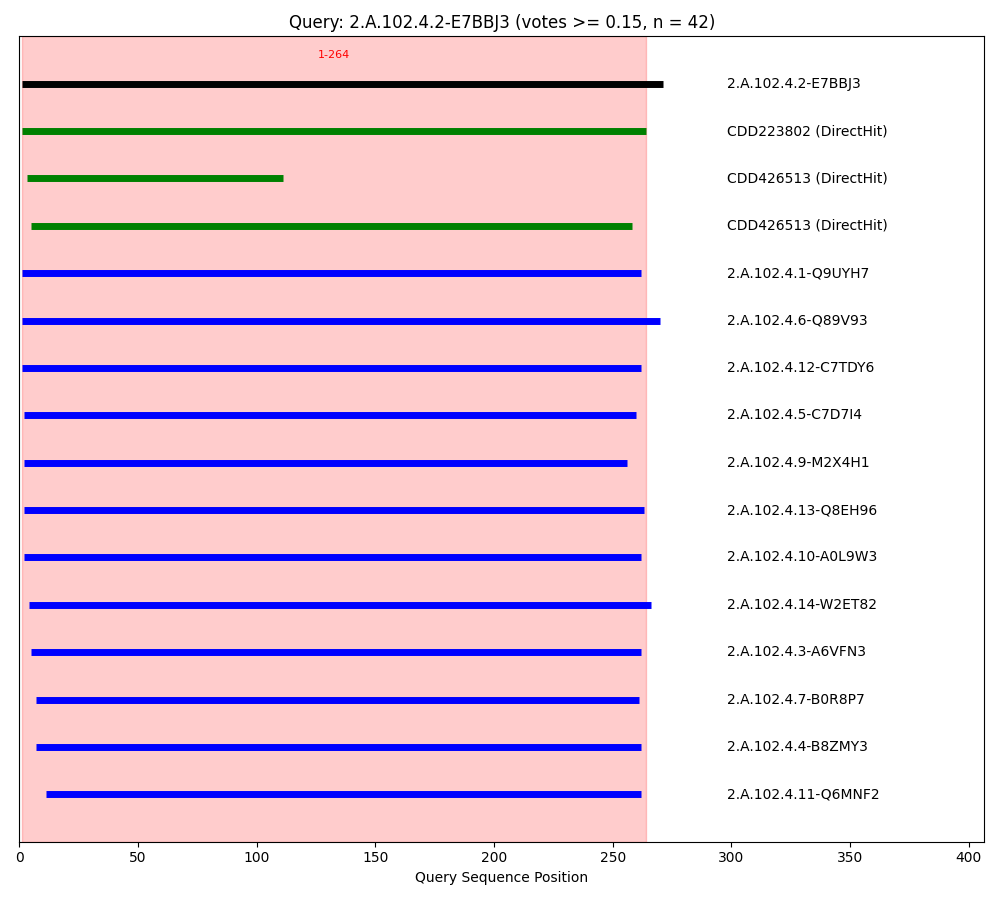 Query: 2.A.102.4.2-E7BBJ3 (votes >= 0.15, n = 42)
1-264
2.A.102.4.2-E7BBJ3
CDD223802 (DirectHit)
CDD426513 (DirectHit)
CDD426513 (DirectHit)
2.A.102.4.1-Q9UYH7
2.A.102.4.6-Q89V93
2.A.102.4.12-C7TDY6
2.A.102.4.5-C7D7I4
2.A.102.4.9-M2X4H1
2.A.102.4.13-Q8EH96
2.A.102.4.10-A0L9W3
2.A.102.4.14-W2ET82
2.A.102.4.3-A6VFN3
2.A.102.4.7-B0R8P7
2.A.102.4.4-B8ZMY3
2.A.102.4.11-Q6MNF2
0 50 100 150 200 250 300 350 400
Query Sequence Position